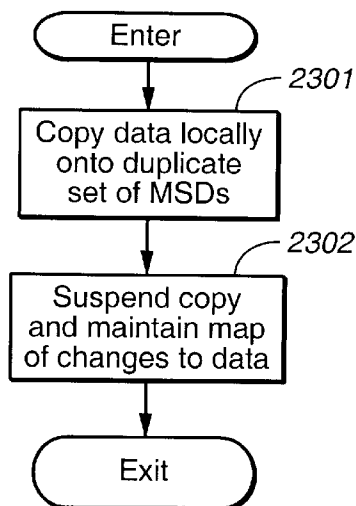 Enter
2301
Copy data locally
onto duplicate
set of MSDs
2302
Suspend copy
and maintain map
of changes to data
Exit